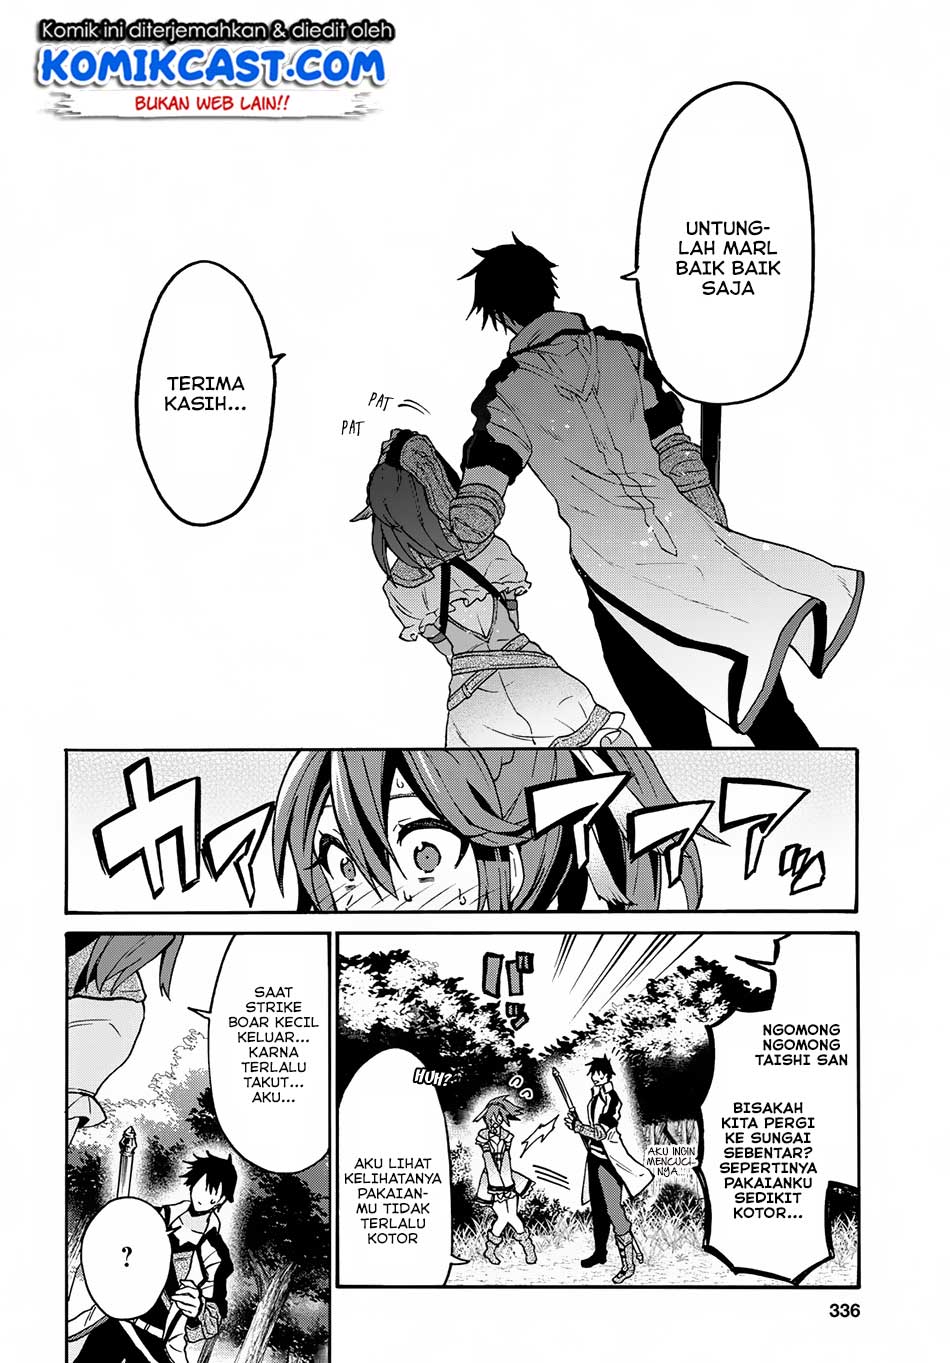 Komik ini diterjemahkan & diedit oleh
KOMIKCAST.COM
BUKAN WEB LAIN!!
UNTUNG-
LAH MARL
BAIK BAIK
SAJA
PAT
PAT
TERIMA
KASIH...
カァァァァ
NGOMONG
NGOMONG
TAISHI SAN
BISAKAH
KITA PERGI
KE SUNGAI
SEBENTAR?
SEPERTINYA
PAKAIANKU
SEDIKIT
KOTOR...
AKU INGIN
MENCUCI-
NYA...
バッ
HUH?
AKU LIHAT
KELIHATANYA
PAKAIAN-
MU TIDAK
TERLALU
KOTOR
SAAT
STRIKE
BOAR KECIL
KELUAR...
KARNA
TERLALU
TAKUT...
AKU...
?
336